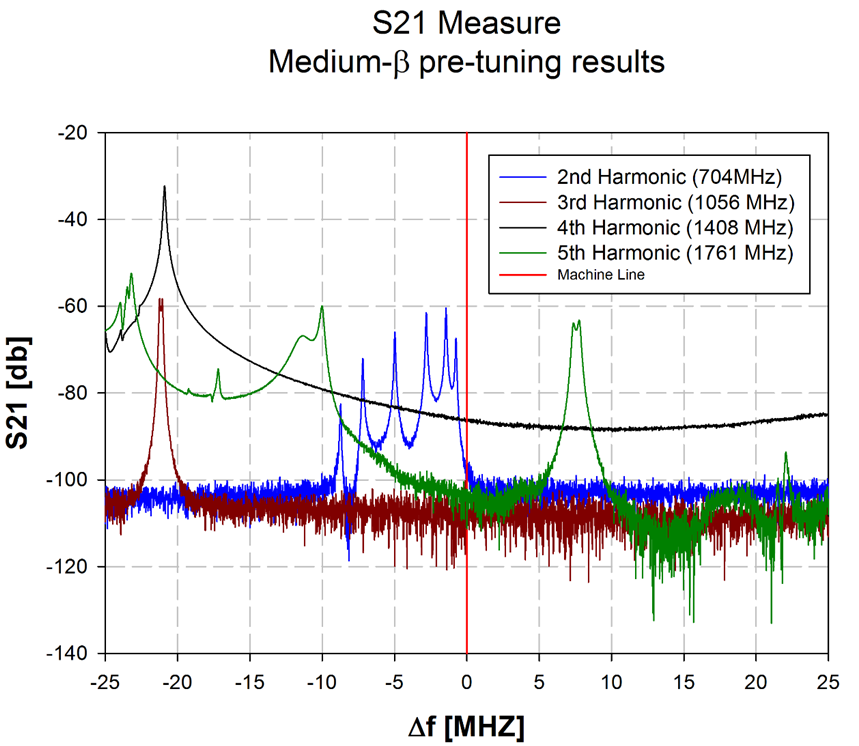 S21 Measure
Medium-β pre-tuning results
S21 [db]
-20
-40
-60
-80
-100
-120
-140
2nd Harmonic (704MHz)
3rd Harmonic (1056 MHz)
4th Harmonic (1408 MHz)
5th Harmonic (1761 MHz)
Machine Line
-25 -20 -15 -10 -5 0 5 10 15 20 25
Δf [MHZ]